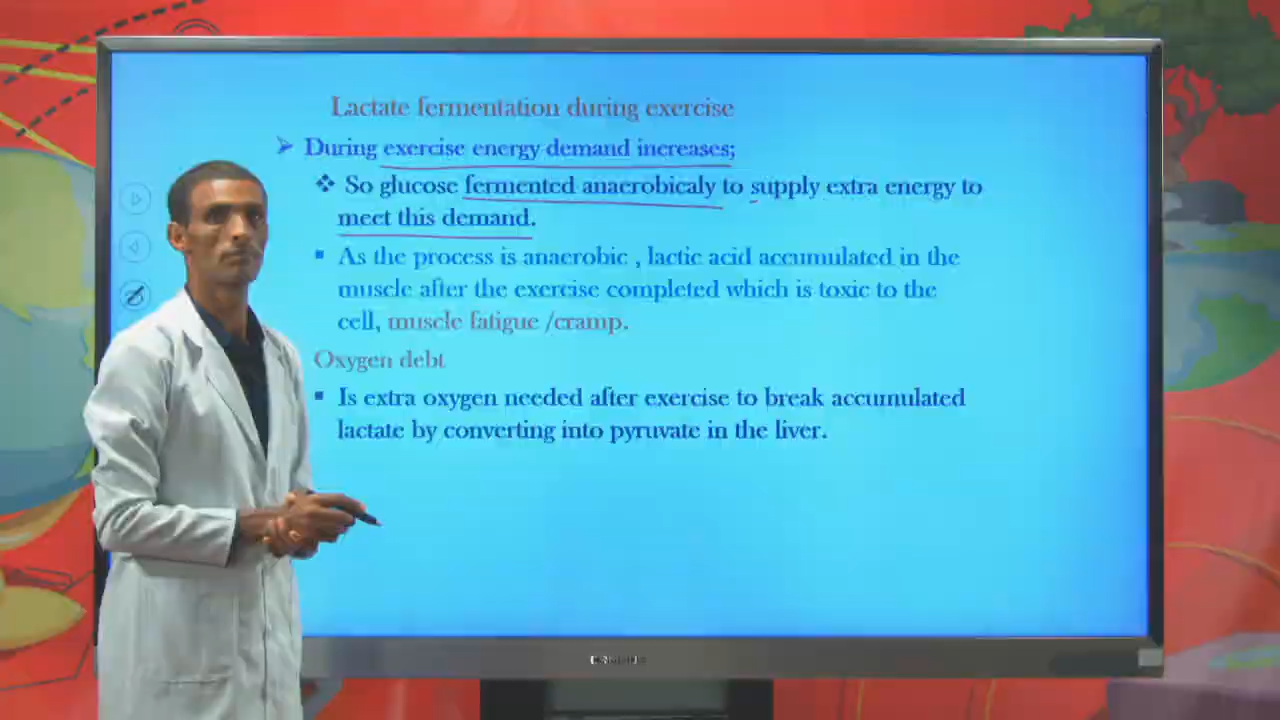 Lactate fermentation during exercise
➢ During exercise energy demand increases;
❖ So glucose fermented anaerobicaly to supply extra energy to
meet this demand.
▪ As the process is anaerobic , lactic acid accumulated in the
muscle after the exercise completed which is toxic to the
cell, muscle fatigue /cramp.
Oxygen debt
▪ Is extra oxygen needed after exercise to break accumulated
lactate by converting into pyruvate in the liver.